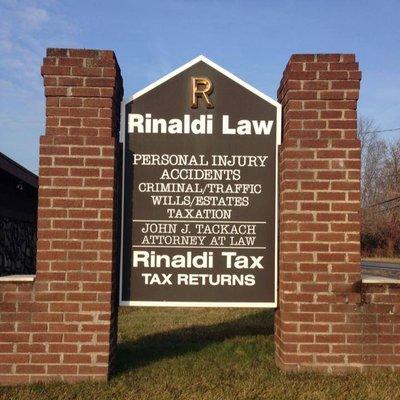 R
Rinaldi Law
PERSONAL INJURY
ACCIDENTS
CRIMINAL/TRAFFIC
WILLS/ESTATES
TAXATION
JOHN J. TACKACH
ATTORNEY AT LAW
Rinaldi Tax
TAX RETURNS